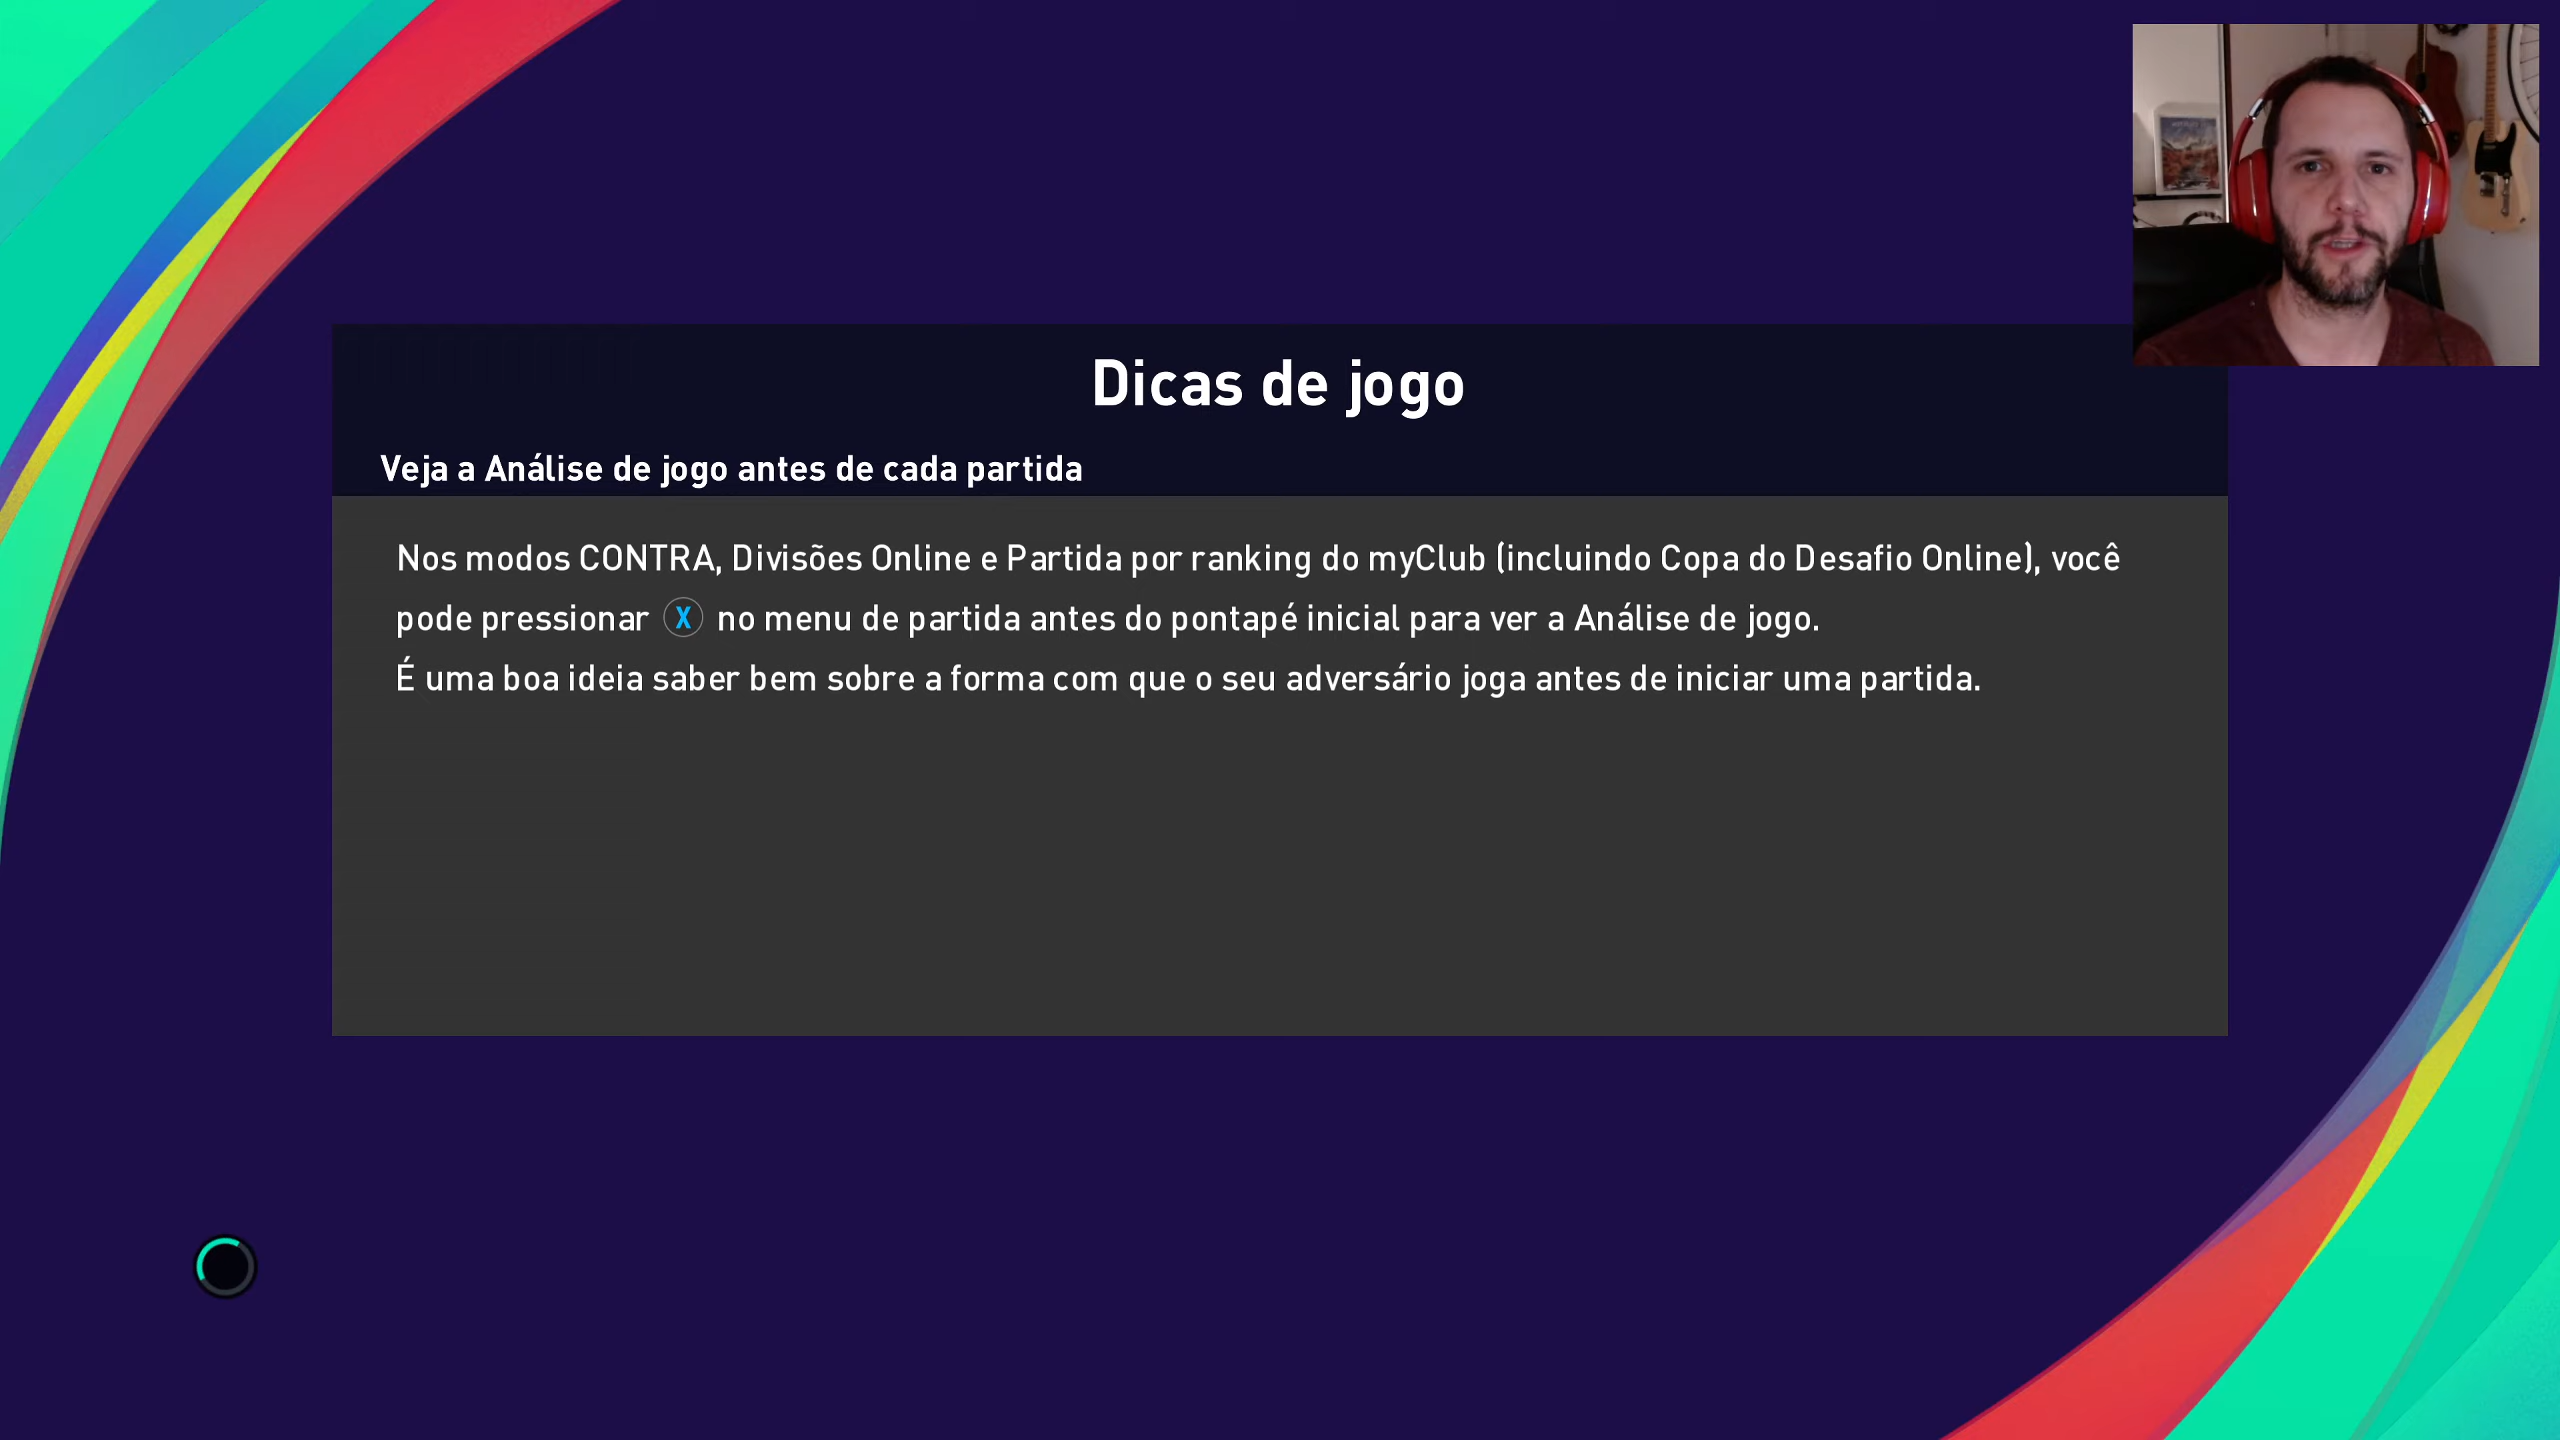 Dicas de jogo
Veja a Análise de jogo antes de cada partida
Nos modos CONTRA, Divisões Online e Partida por ranking do myClub (incluindo Copa do Desafio Online), você
pode pressionar X no menu de partida antes do pontapé inicial para ver a Análise de jogo.
É uma boa ideia saber bem sobre a forma com que o seu adversário joga antes de iniciar uma partida.